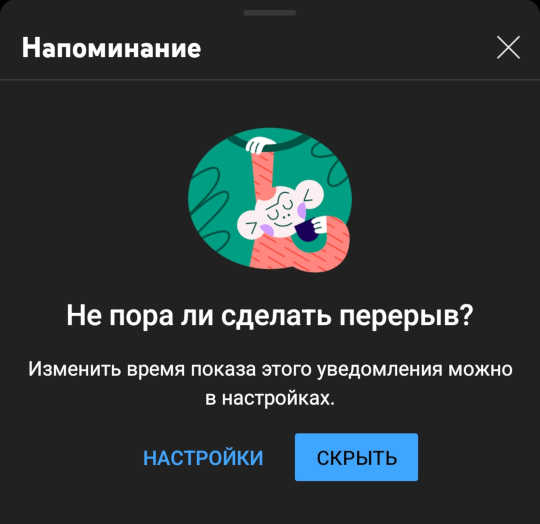 Напоминание
Не пора ли сделать перерыв?
Изменить время показа этого уведомления можно
в настройках.
НАСТРОЙКИ СКРЫТЬ